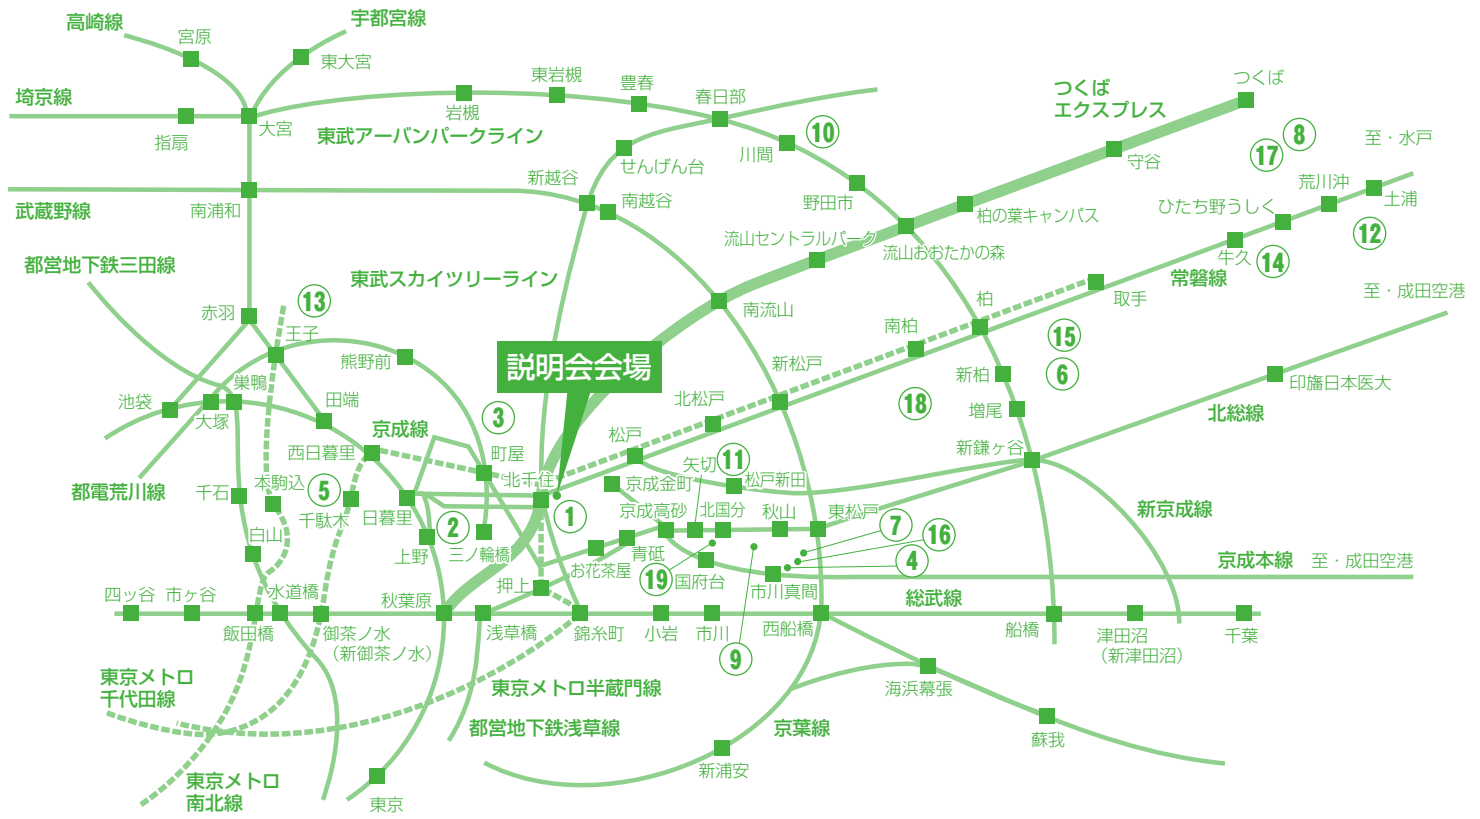 高崎線
宇都宮線
宮原
東大宮
東岩槻
豊春
春日部
つくば
エクスプレス
つくば
埼京線
岩槻
指扇
大宮
東武アーバンパークライン
せんげん台
川間
⑩
守谷
⑰
⑧
至・水戸
新越谷
南越谷
野田市
柏の葉キャンパス
ひたち野うしく
荒川沖
土浦
武蔵野線
南浦和
流山セントラルパーク
流山おおたかの森
牛久
⑭
⑫
都営地下鉄三田線
東武スカイツリーライン
常磐線
至・成田空港
赤羽
⑬
王子
南流山
柏
取手
熊野前
説明会会場
南柏
⑮
巣鴨
新松戸
新柏
⑥
印旛日本医大
池袋
大塚
田端
③
北松戸
⑱
増尾
北総線
京成線
西日暮里
町屋
松戸
矢切
⑪
新鎌ヶ谷
都電荒川線
千石
本駒込
⑤
千駄木
日暮里
北千住
京成金町
松戸新田
①
京成高砂
北国分
秋山
東松戸
⑦
新京成線
白山
②
上野
三ノ輪橋
青砥
⑯
お花茶屋
⑲
国府台
④
京成本線
至・成田空港
四ッ谷
市ヶ谷
水道橋
秋葉原
押上
市川真間
総武線
飯田橋
御茶ノ水
（新御茶ノ水）
浅草橋
錦糸町
小岩
市川
西船橋
船橋
津田沼
（新津田沼）
千葉
⑨
東京メトロ
千代田線
東京メトロ半蔵門線
海浜幕張
都営地下鉄浅草線
京葉線
蘇我
新浦安
東京メトロ
南北線
東京